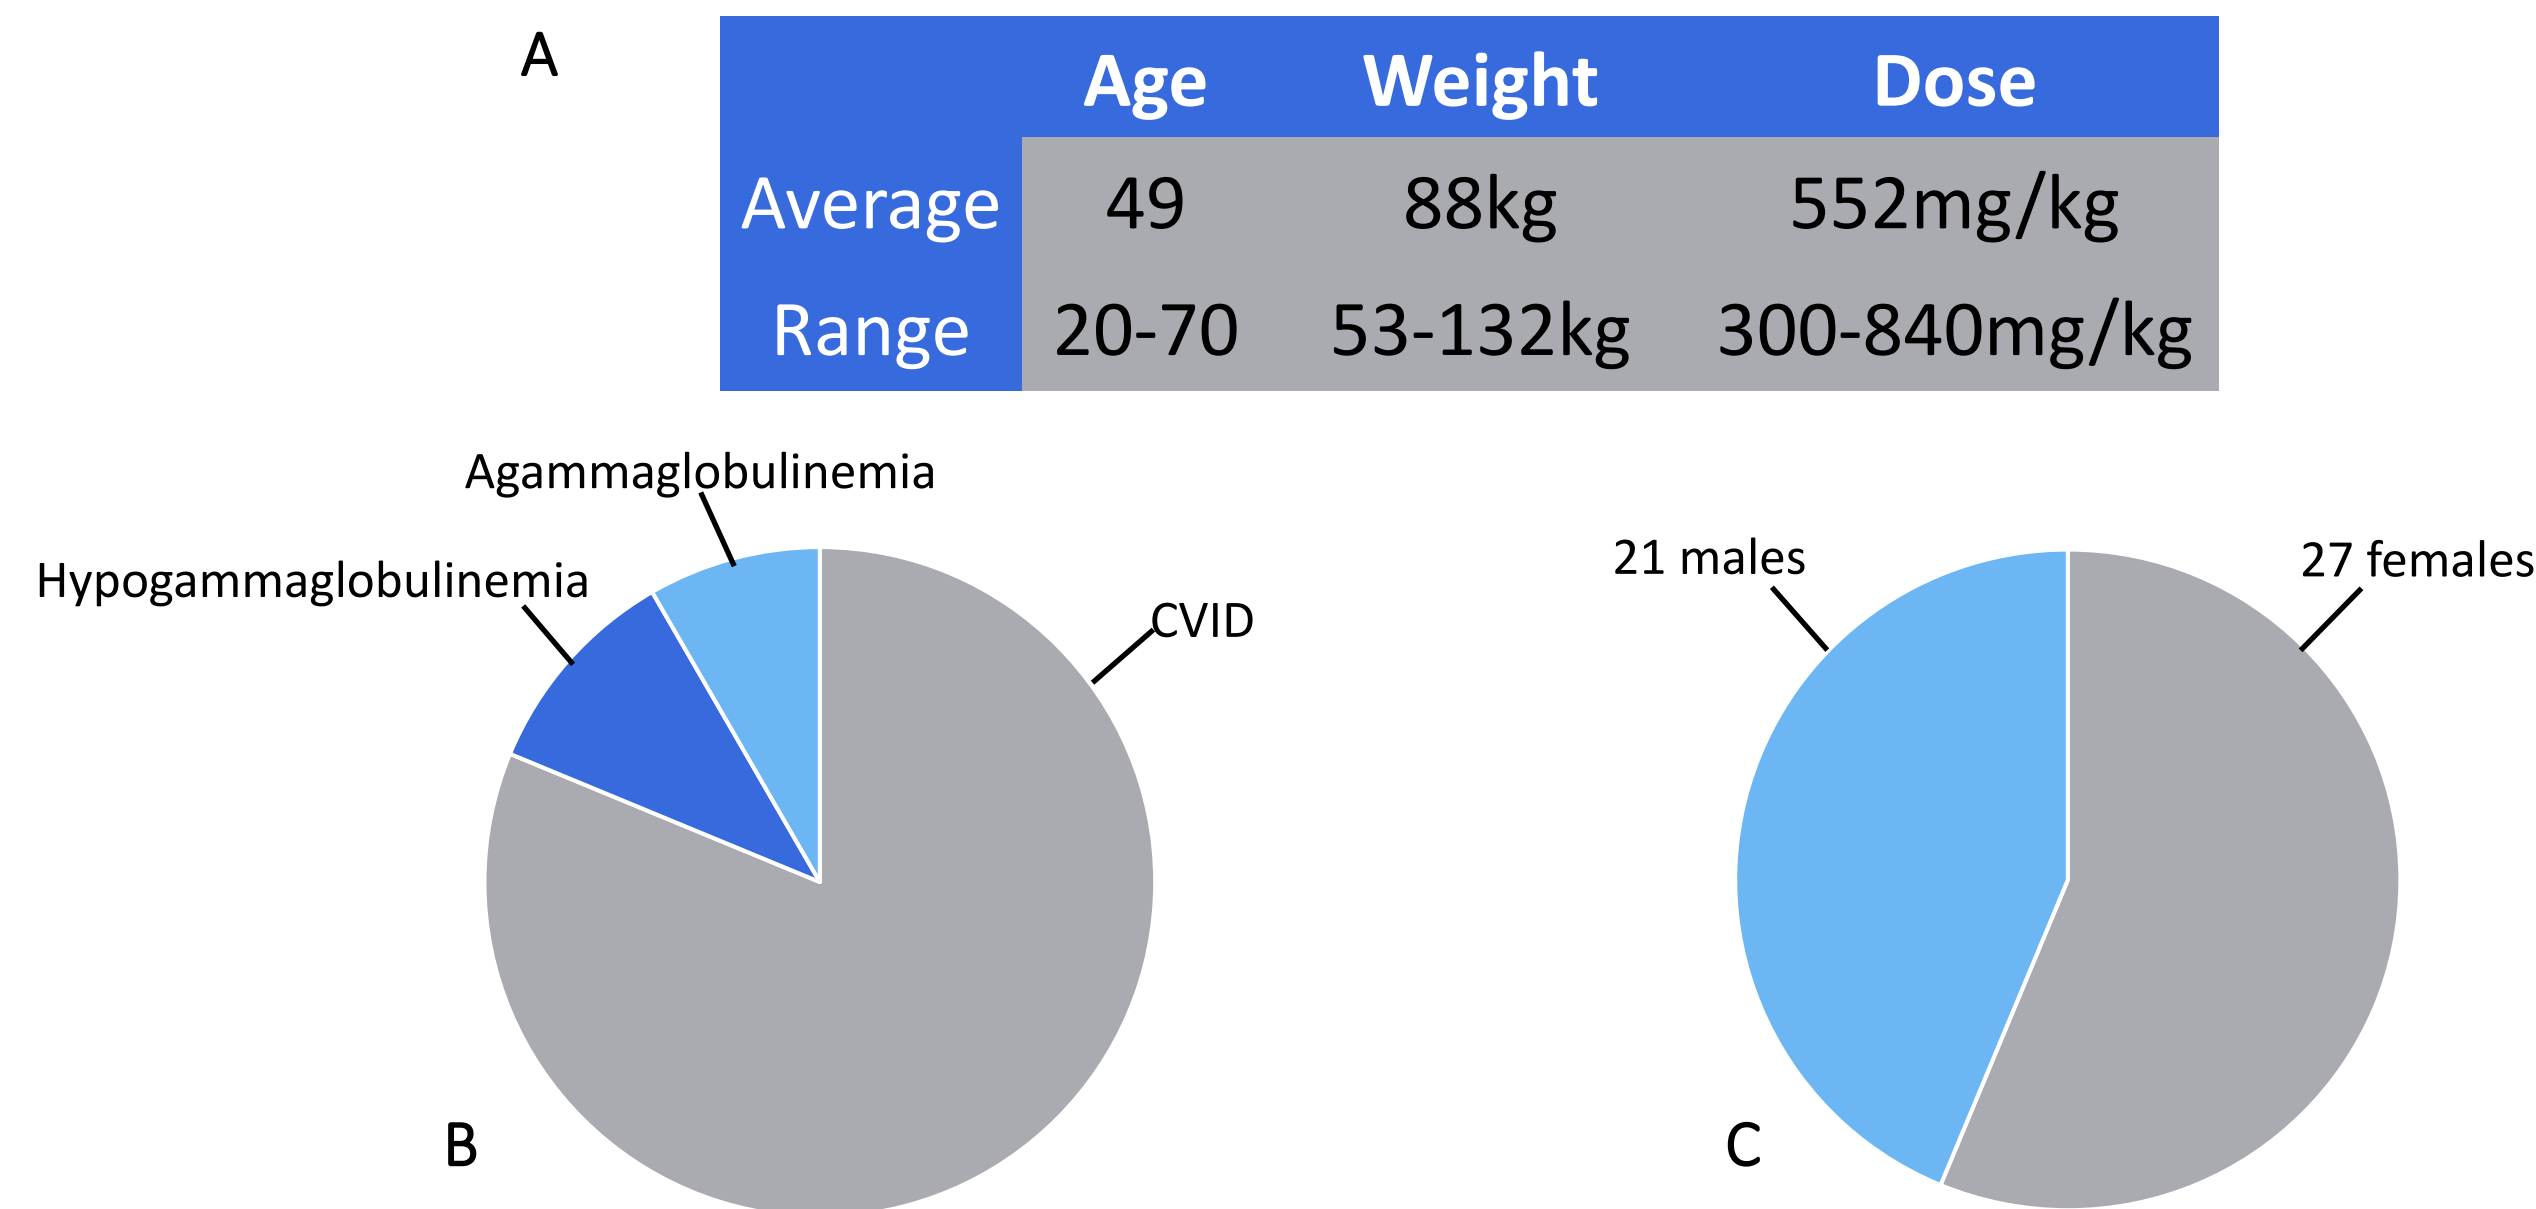 A
Age Weight Dose
Average 49 88kg 552mg/kg
Range 20-70 53-132kg 300-840mg/kg
Agammaglobulinemia
Hypogammaglobulinemia
CVID
B
21 males
27 females
C